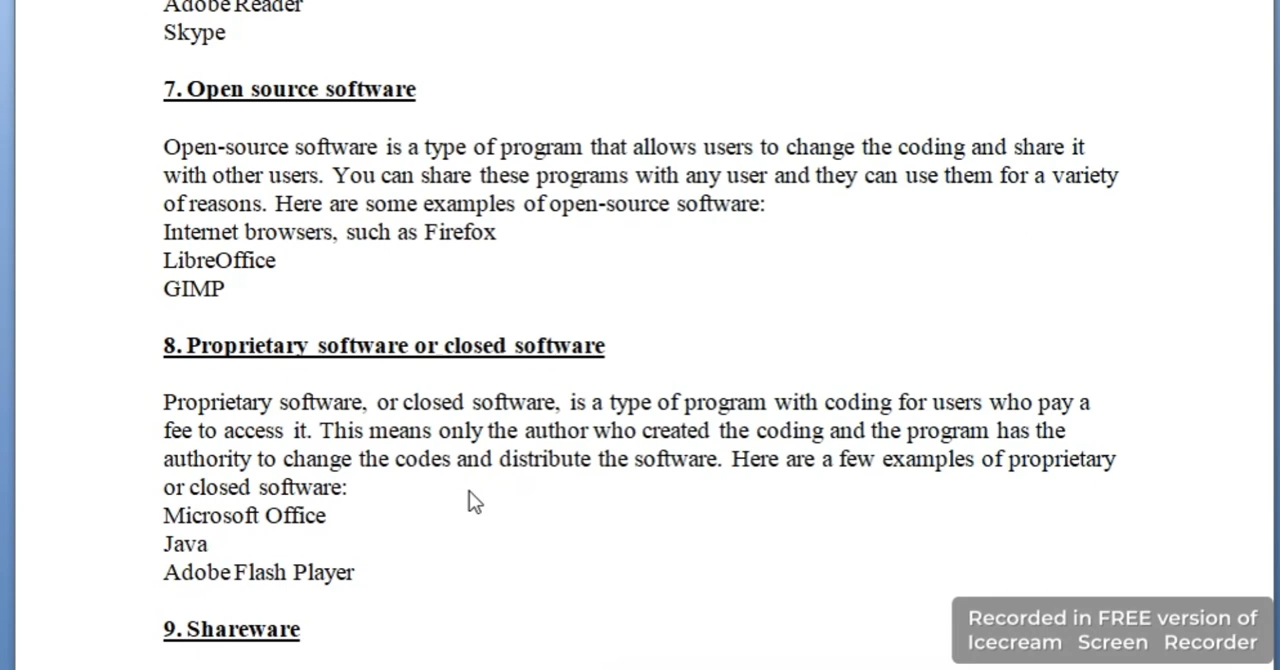 Adobe Reader
Skype
7. Open source software
Open-source software is a type of program that allows users to change the coding and share it
with other users. You can share these programs with any user and they can use them for a variety
of reasons. Here are some examples of open-source software:
Internet browsers, such as Firefox
LibreOffice
GIMP
8. Proprietary software or closed software
Proprietary software, or closed software, is a type of program with coding for users who pay a
fee to access it. This means only the author who created the coding and the program has the
authority to change the codes and distribute the software. Here are a few examples of proprietary
or closed software:
Microsoft Office
Java
Adobe Flash Player
9. Shareware
Recorded in FREE version of
Icecream Screen Recorder